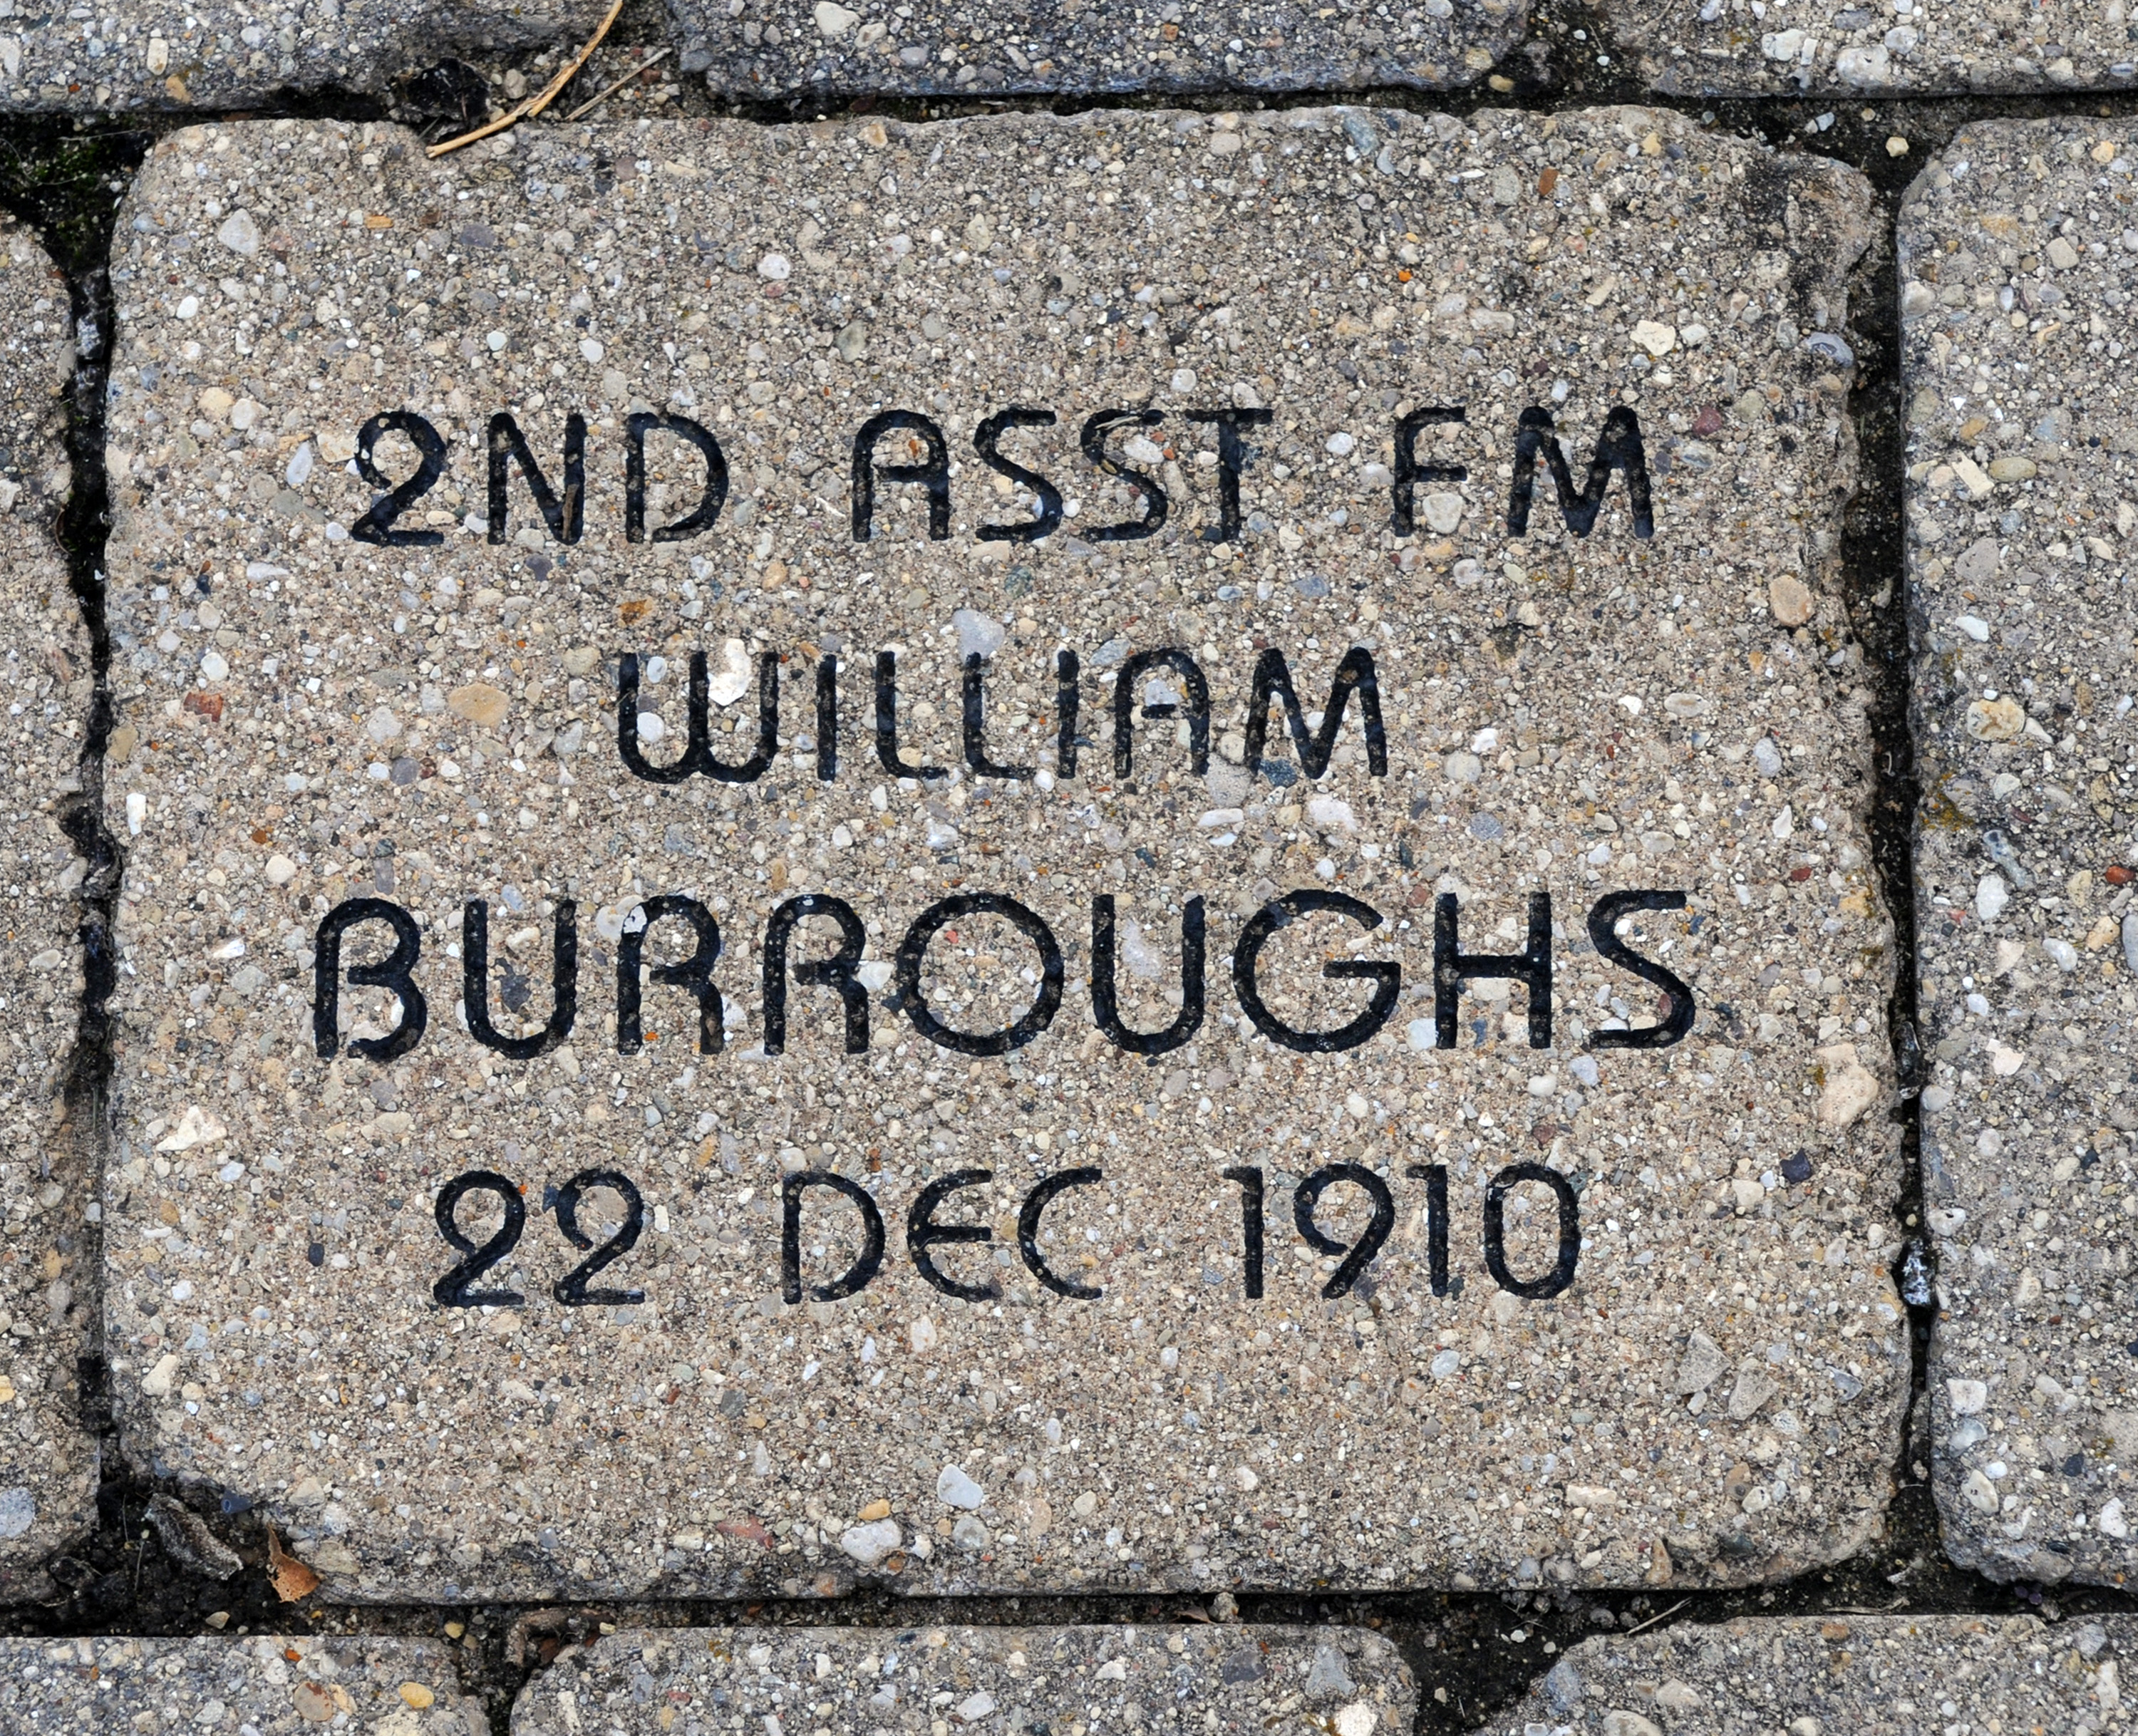 2ND ASST FM
WILLIAM
BURROUGHS
22 DEC 1910